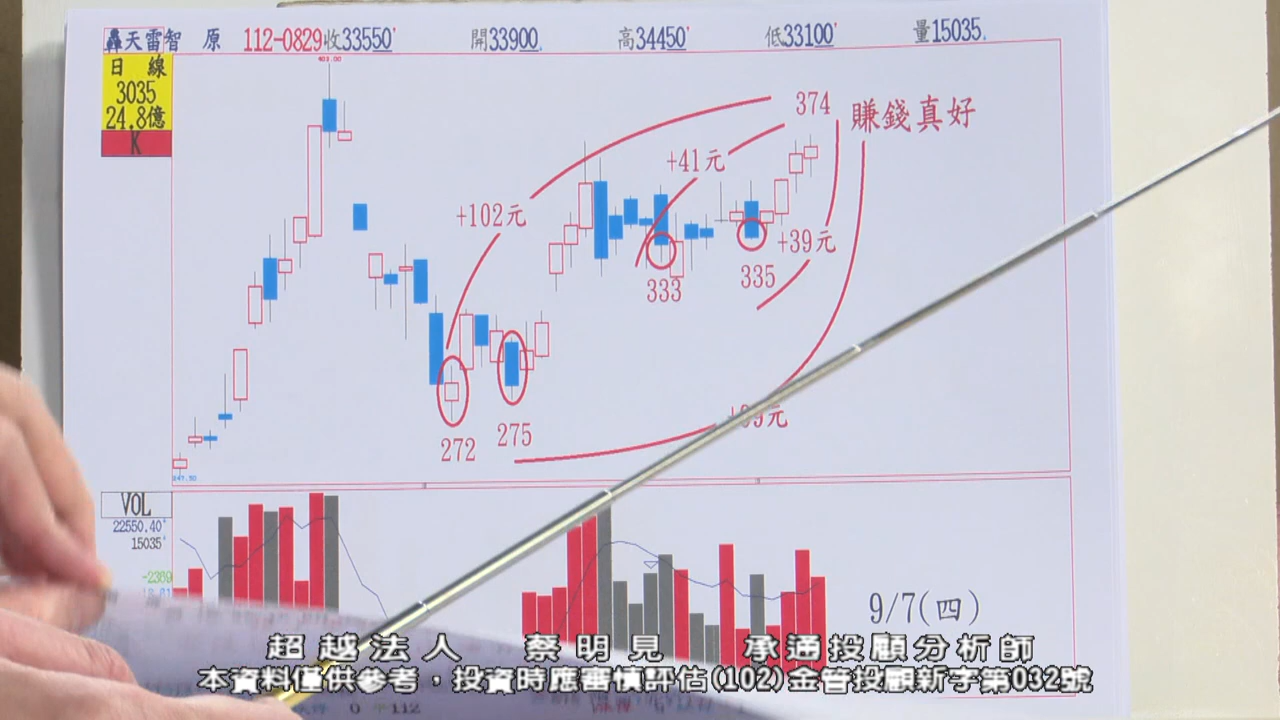 轟天雷智 原 112-0829收33550' 開33900. 高34450' 低33100' 量15035.
日 線
3035
24.8億
K
403.00
374 賺錢真好
+41元
+102元
+39元
335
333
272
275
VOL
22550.40'
15035'
-2369
9/7(四)
超越法人 蔡明見 承通投顧分析師
本資料僅供參考，投資時應審慎評估(102)金管投顧新字第032號